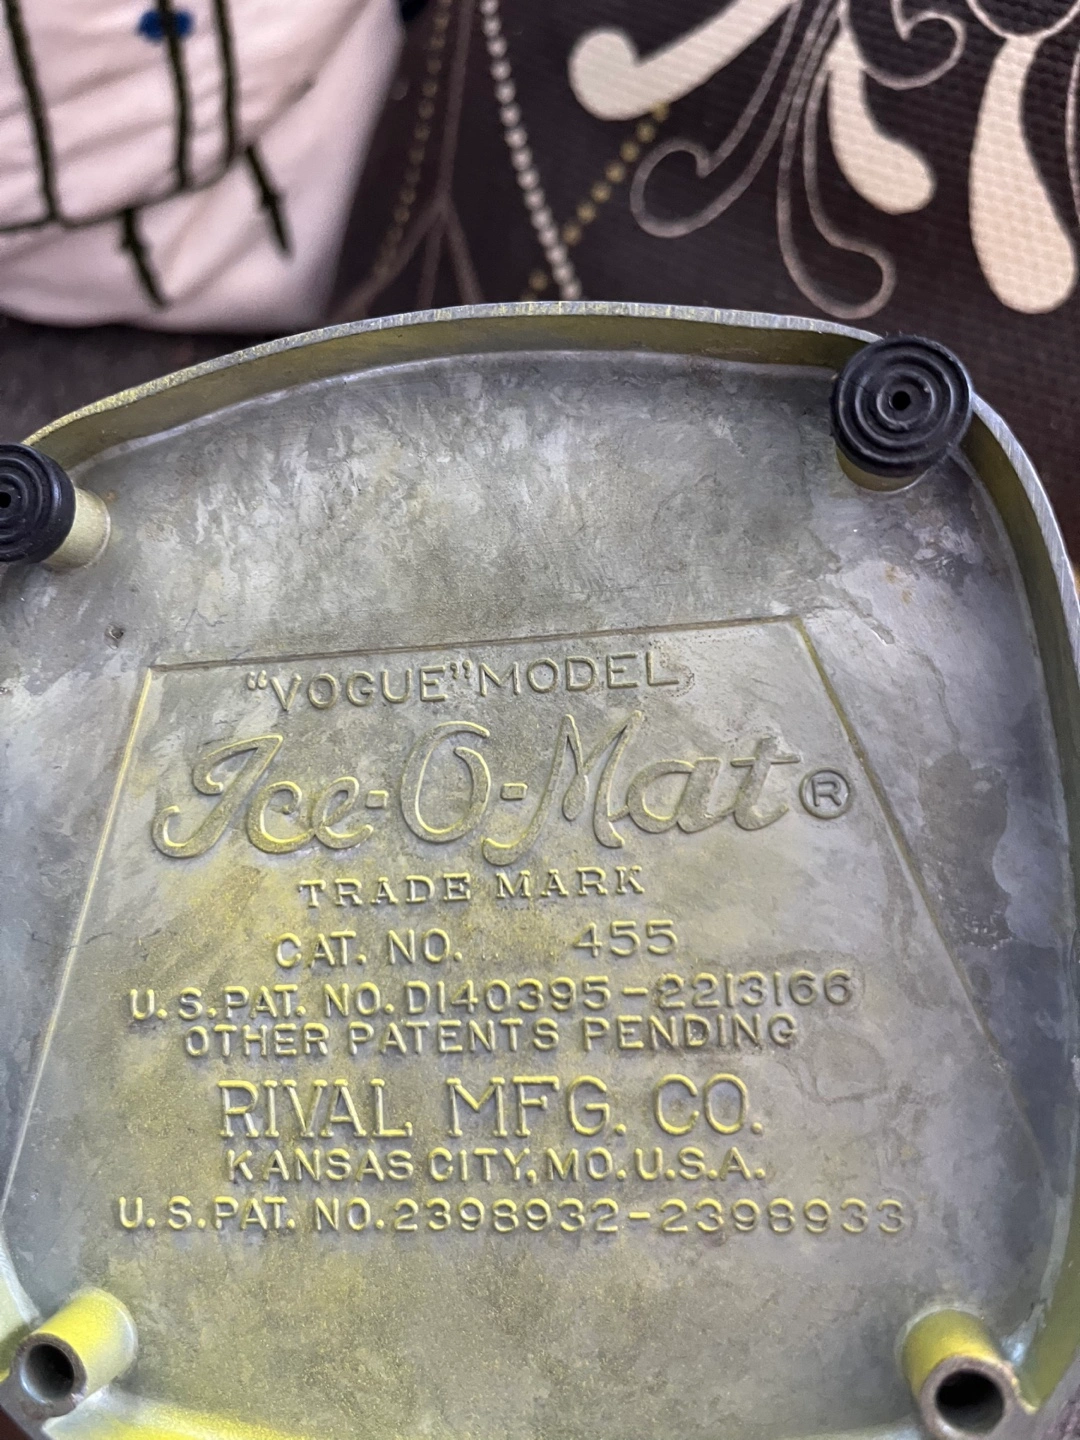 "VOGUE" MODEL
Ice-O-Mat®
TRADE MARK
CAT. NO. 455
U.S. PAT. NO. D140395-2213166
OTHER PATENTS PENDING
RIVAL MFG. CO.
KANSAS CITY, MO. U.S.A.
U.S. PAT. NO. 2398932-2398933